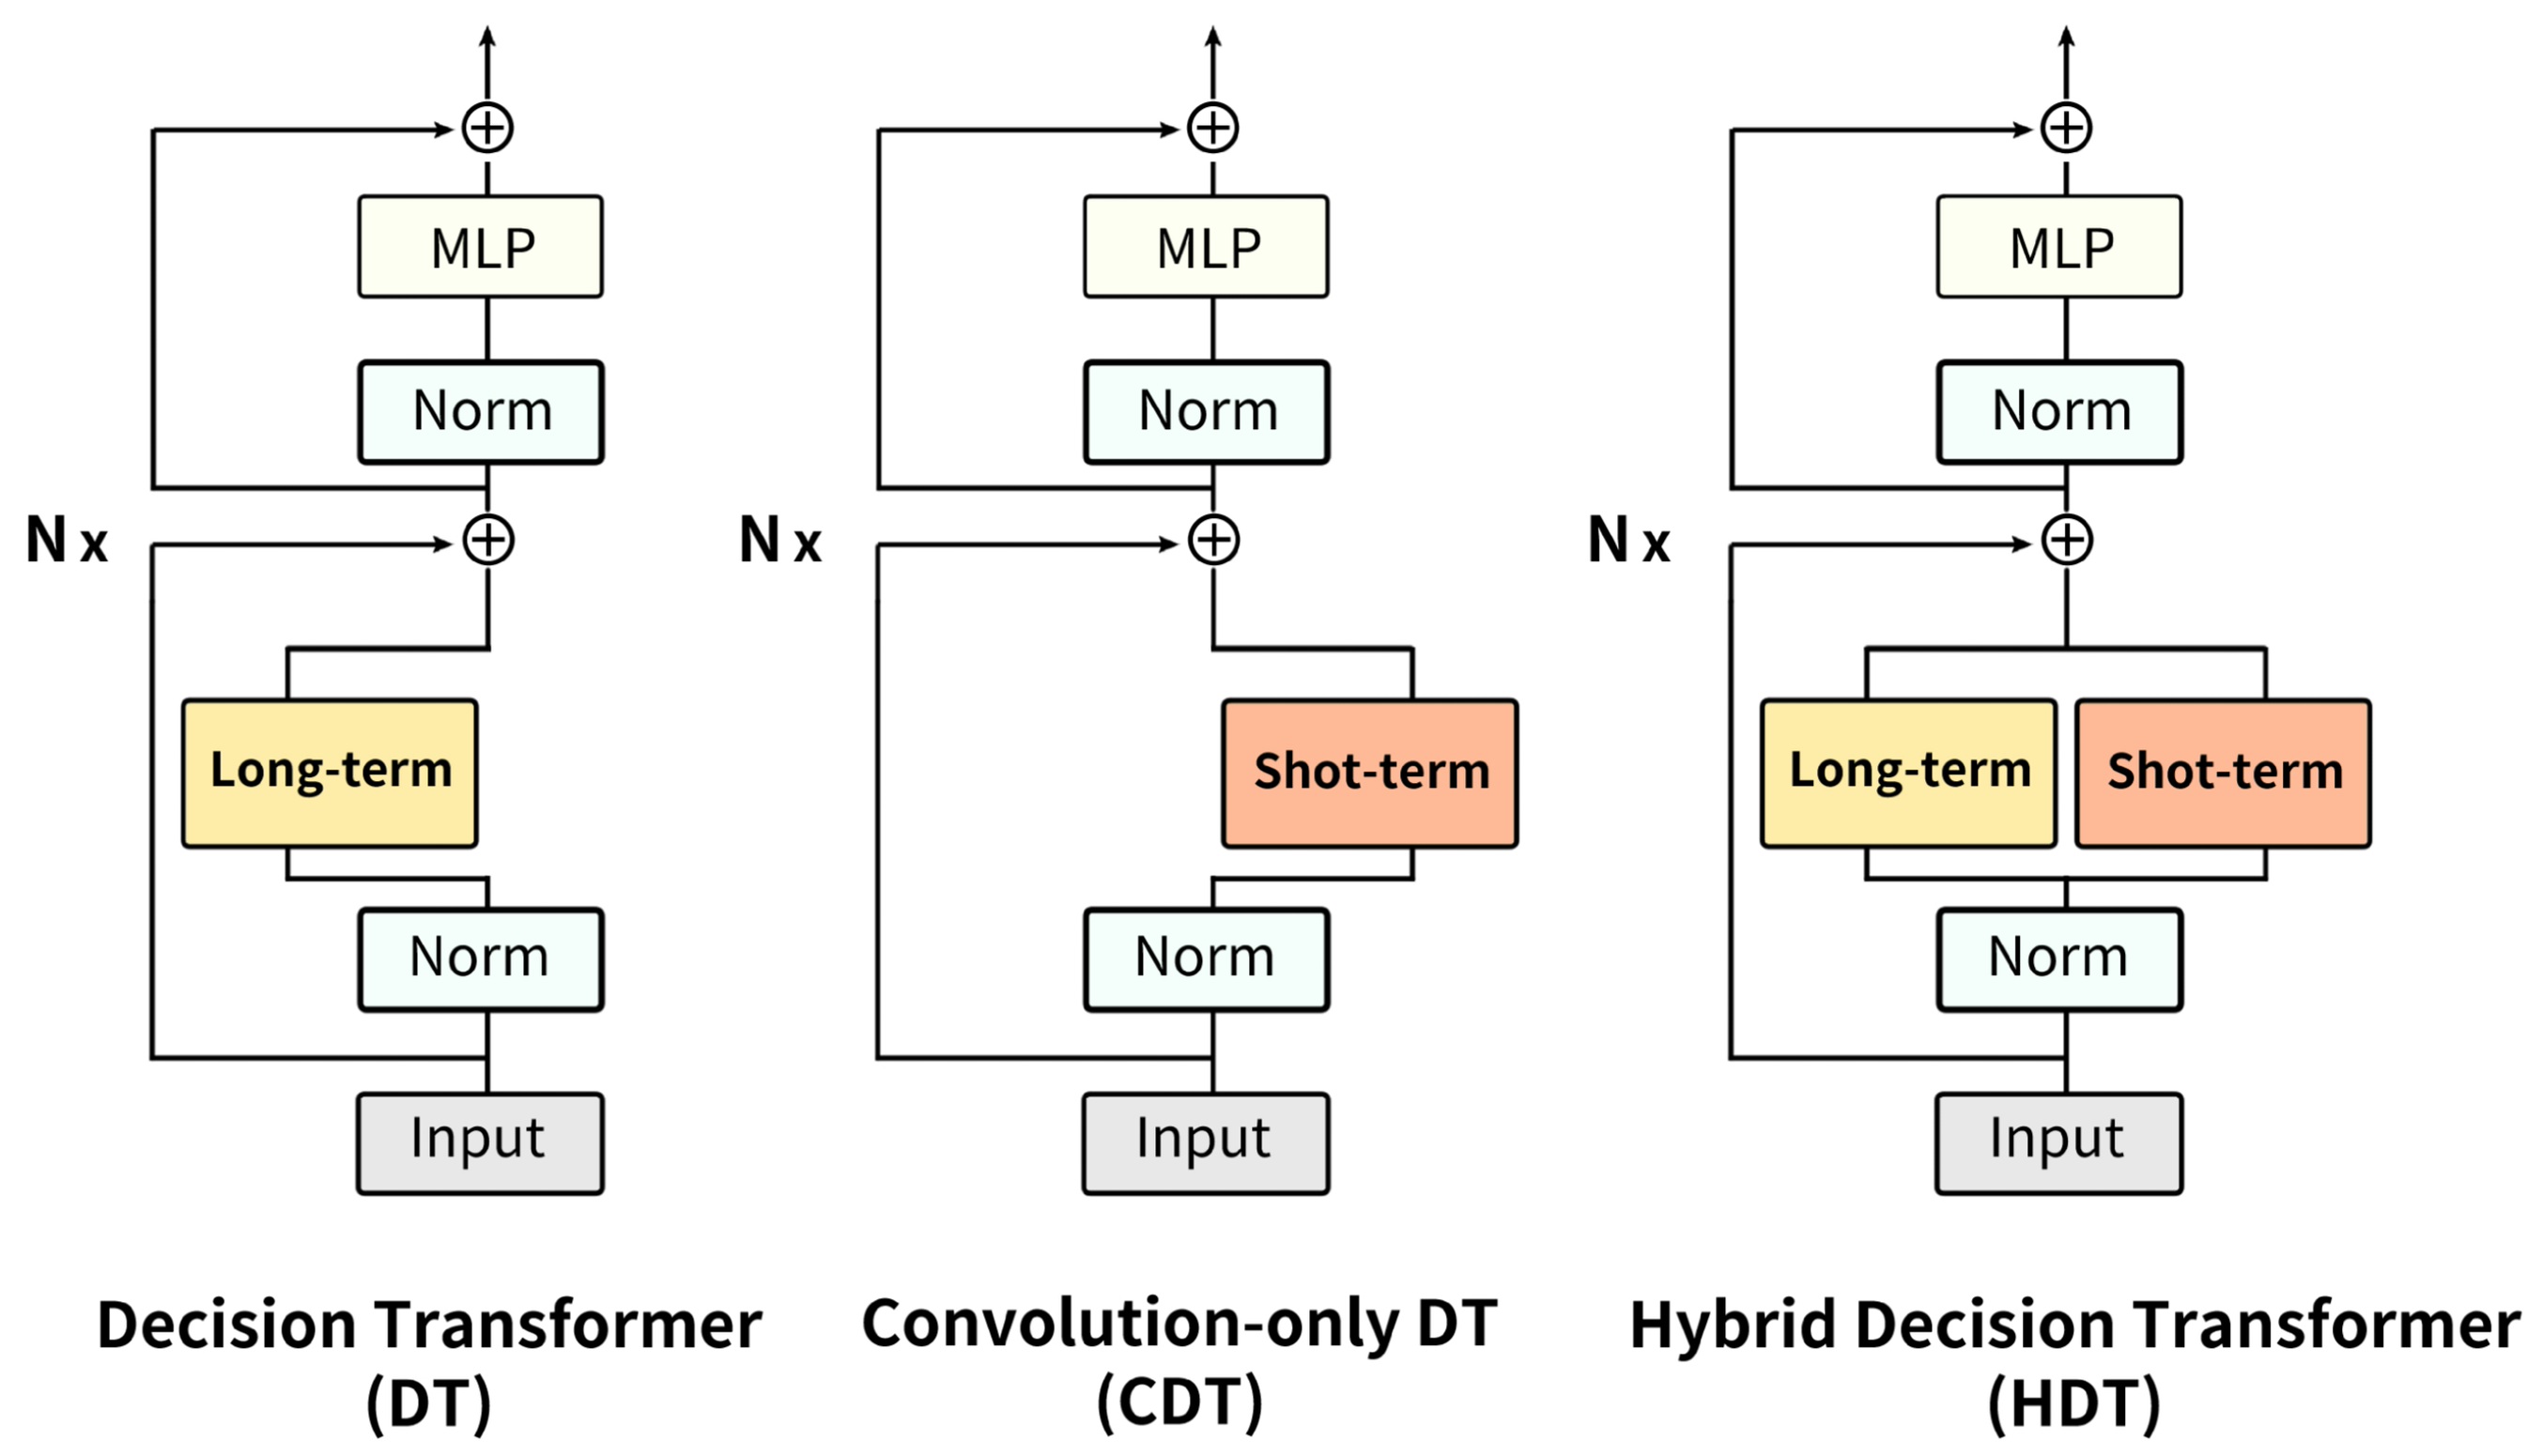 MLP
Norm
N x
Long-term
Norm
Input
Decision Transformer
(DT)
MLP
Norm
N x
Shot-term
Norm
Input
Convolution-only DT
(CDT)
MLP
Norm
N x
Long-term
Shot-term
Norm
Input
Hybrid Decision Transformer
(HDT)